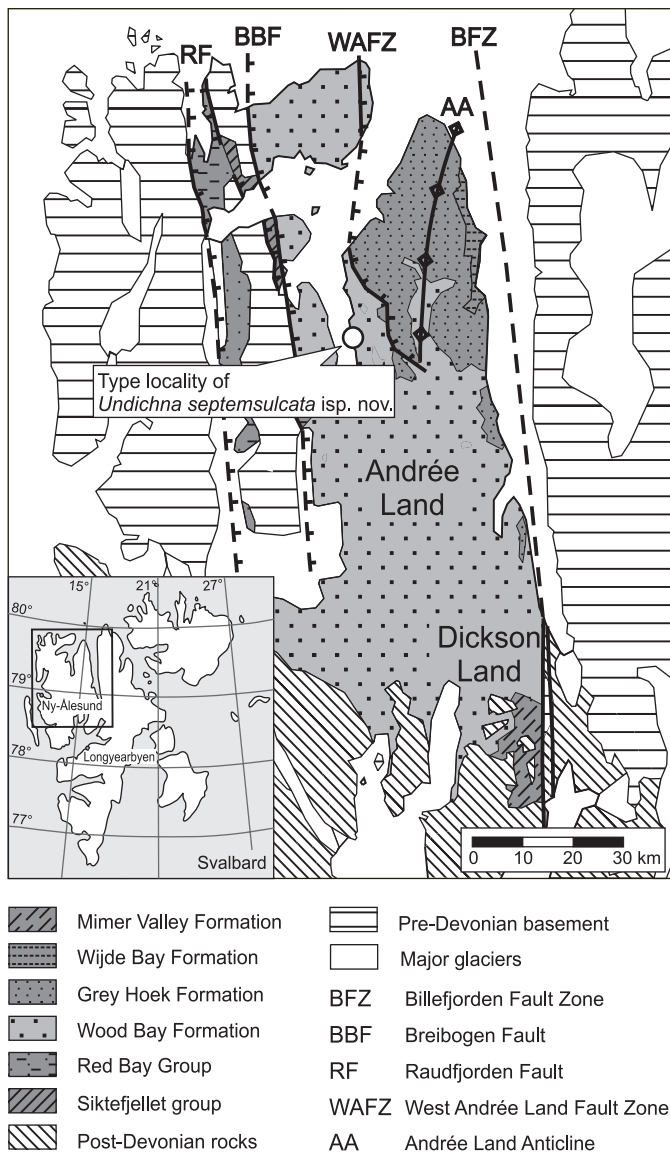 RF
BBF
WAFZ
BFZ
AA
Type locality of
Undichna septemsulcata isp. nov.
Andrée
Land
Dickson
Land
15°
21°
27°
80°
79°
78°
77°
Ny-Ålesund
Longyearbyen
Svalbard
0 10 20 30 km
Mimer Valley Formation
Wijde Bay Formation
Grey Hoek Formation
Wood Bay Formation
Red Bay Group
Siktefjellet group
Post-Devonian rocks
Pre-Devonian basement
Major glaciers
BFZ Billefjorden Fault Zone
BBF Breibogen Fault
RF Raudfjorden Fault
WAFZ West Andrée Land Fault Zone
AA Andrée Land Anticline